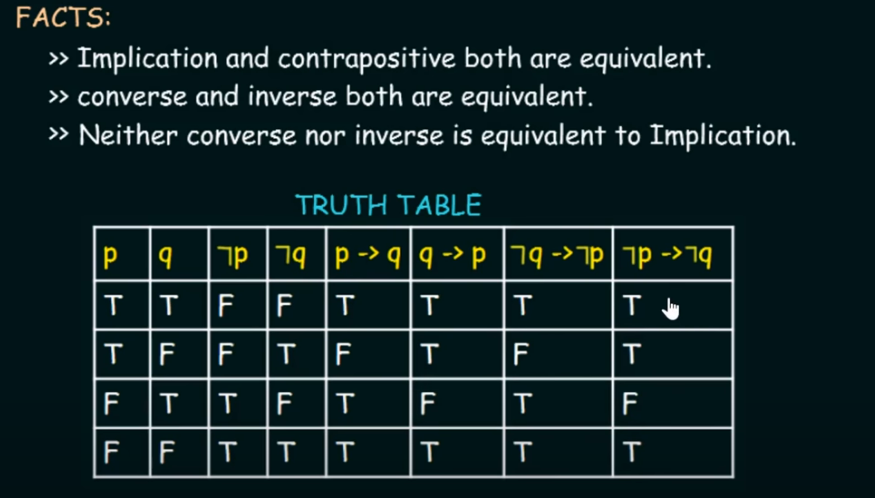 FACTS:
>> Implication and contrapositive both are equivalent.
>> converse and inverse both are equivalent.
>> Neither converse nor inverse is equivalent to Implication.
TRUTH TABLE
p q ¬p ¬q p -> q q -> p ¬q ->¬p ¬p ->¬q
T T F F T T T T
T F F T F T F T
F T T F T F T F
F F T T T T T T